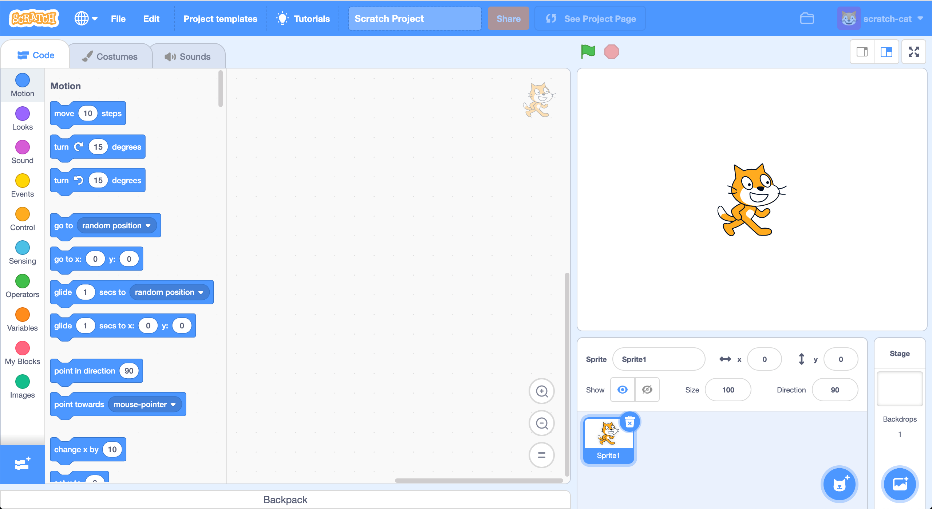 SCRATCH File Edit Project templates Tutorials Scratch Project Share See Project Page scratch-cat
Code Costumes Sounds
Motion
Looks
Sound
Events
Control
Sensing
Operators
Variables
My Blocks
Images
Motion
move 10 steps
turn 15 degrees
turn 15 degrees
go to random position
go to x: 0 y: 0
glide 1 secs to random position
glide 1 secs to x: 0 y: 0
point in direction 90
point towards mouse-pointer
change x by 10
Backpack
Sprite Sprite1 x 0 y 0
Show Size 100 Direction 90
Sprite1
Stage
Backdrops
1